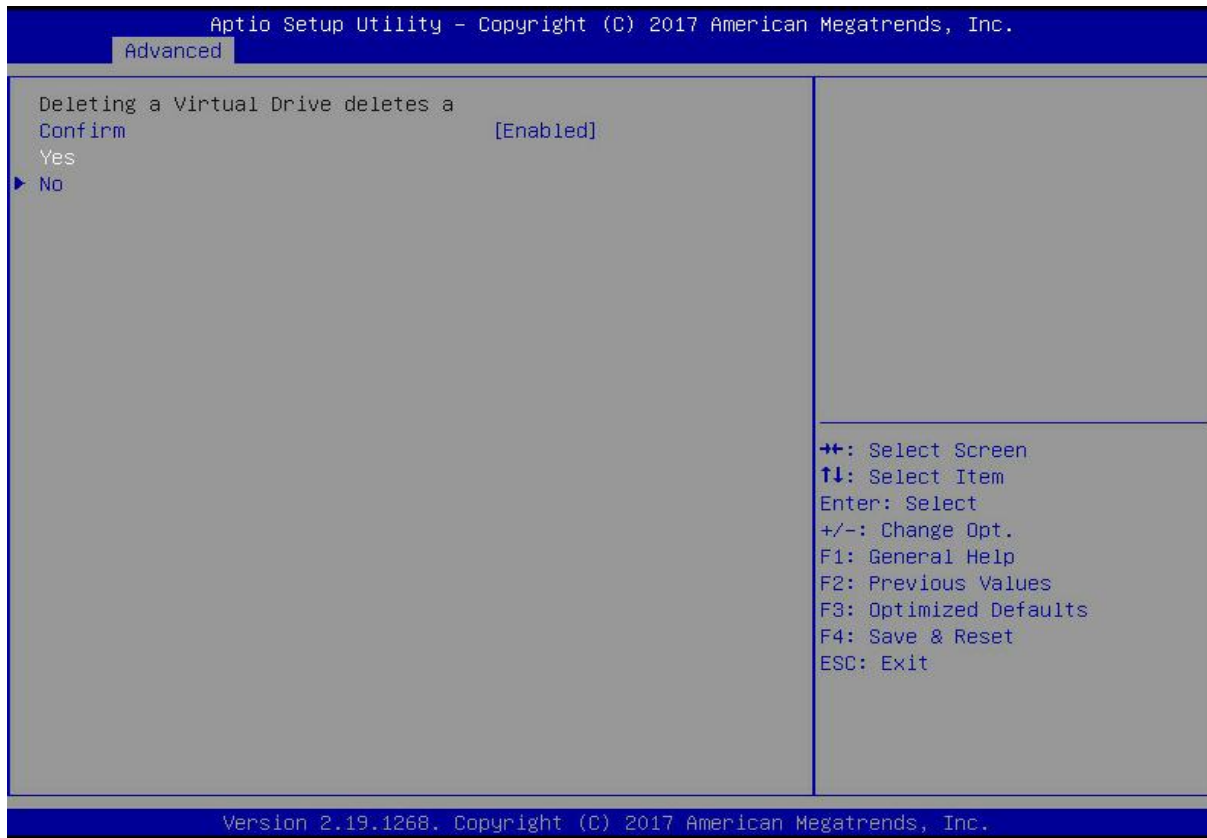 Aptio Setup Utility – Copyright (C) 2017 American Megatrends, Inc.
Advanced
Deleting a Virtual Drive deletes a
Confirm [Enabled]
Yes
No
→←: Select Screen
↑↓: Select Item
Enter: Select
+/-: Change Opt.
F1: General Help
F2: Previous Values
F3: Optimized Defaults
F4: Save & Reset
ESC: Exit
Version 2.19.1268. Copyright (C) 2017 American Megatrends, Inc.